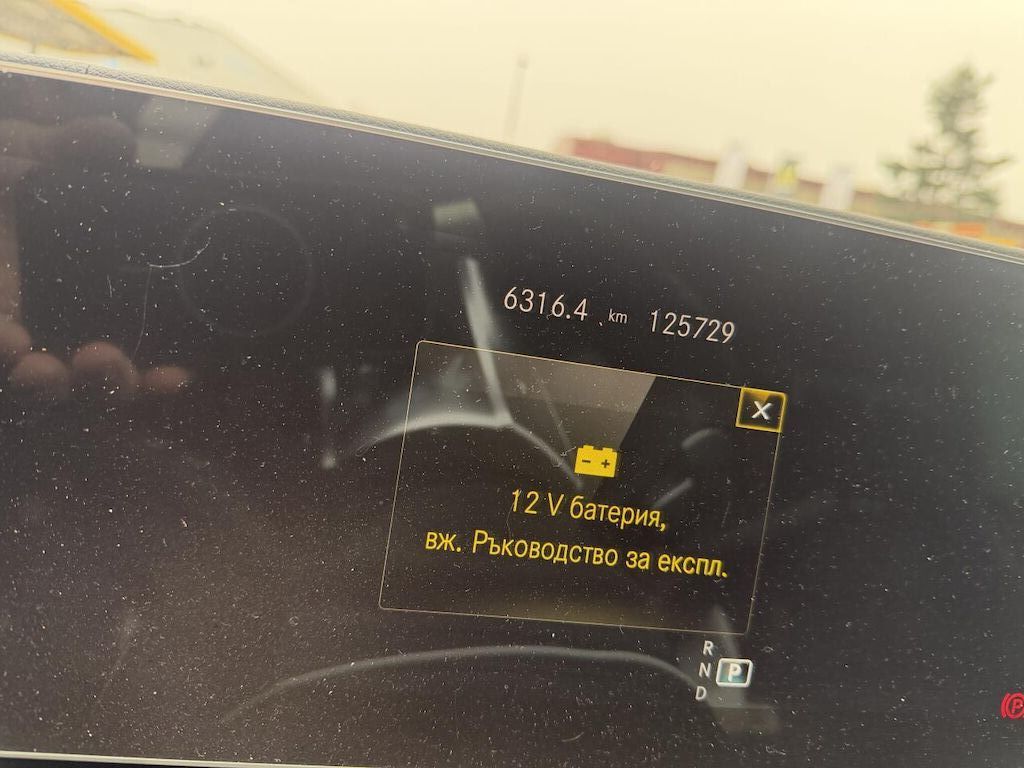 6316.4 km 125729
X
12 V батерия,
вж. Ръководство за експл.
R
N P
D
(P)